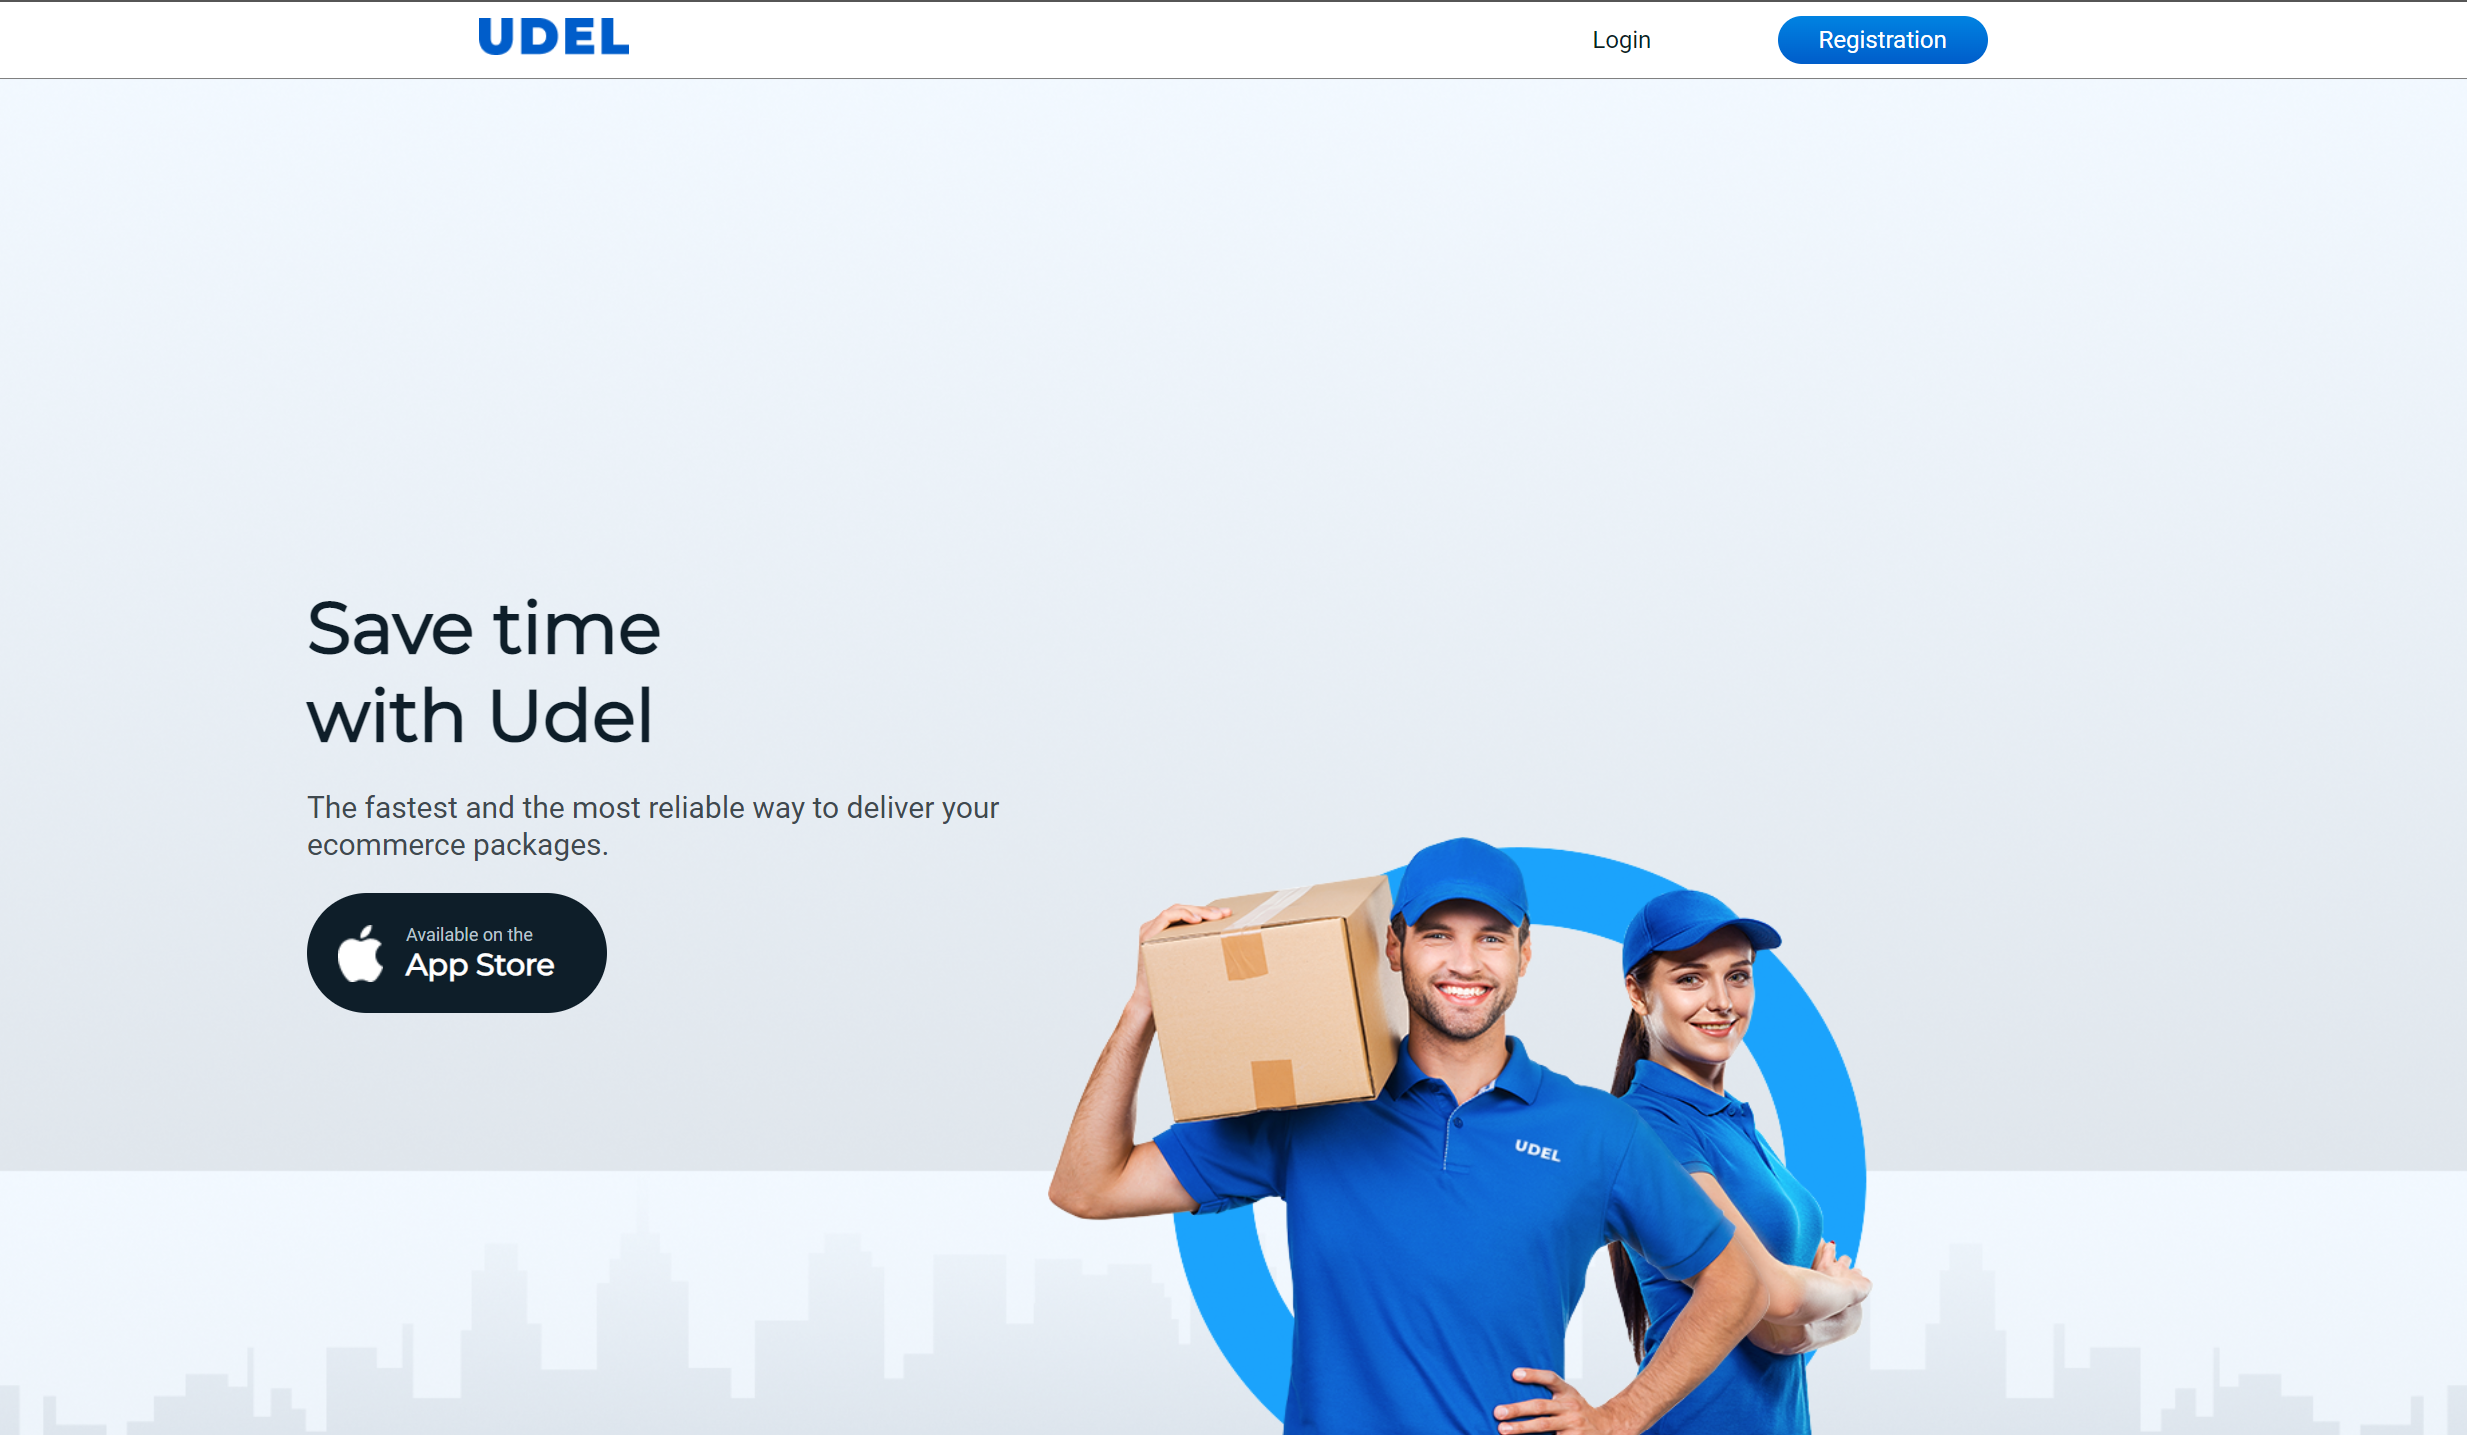 UDEL
Login
Registration
Save time
with Udel
The fastest and the most reliable way to deliver your
ecommerce packages.
Available on the
App Store
UDEL